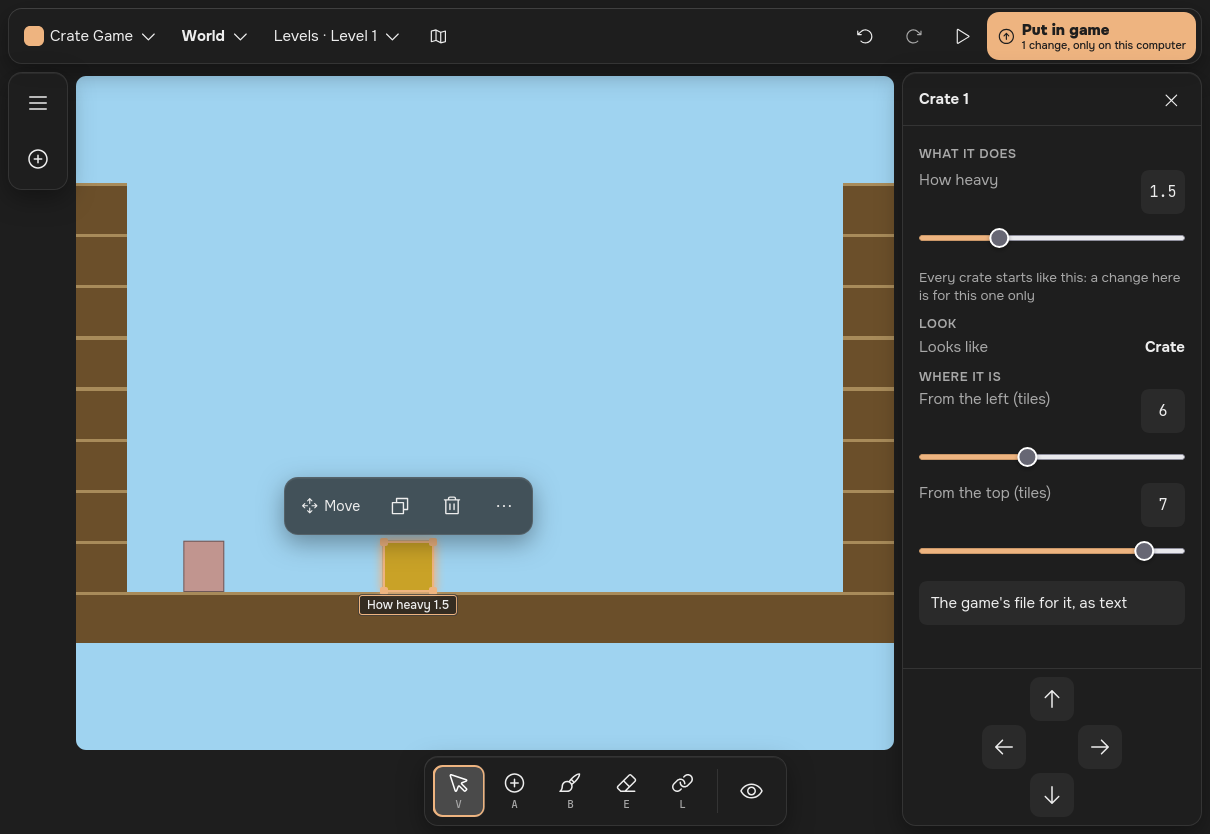 Crate Game
World
Levels · Level 1
Put in game
1 change, only on this computer
Crate 1
WHAT IT DOES
How heavy
1.5
Every crate starts like this: a change here
is for this one only
LOOK
Looks like
Crate
WHERE IT IS
From the left (tiles)
6
From the top (tiles)
7
The game's file for it, as text
Move
How heavy 1.5
V
A
B
E
L